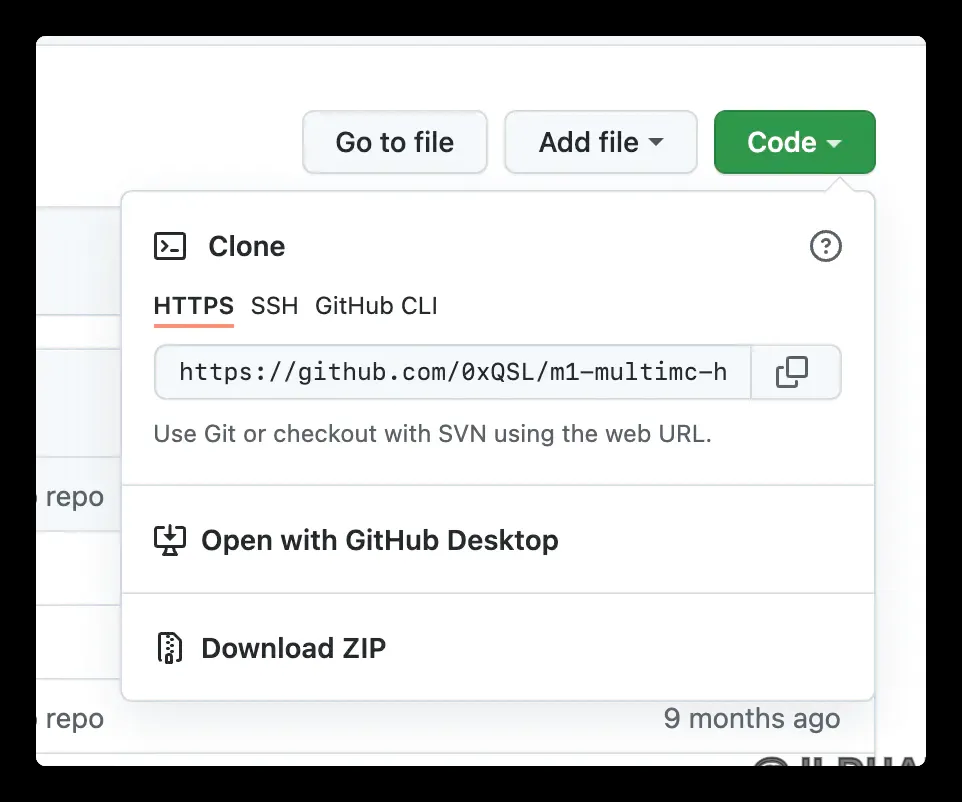 Go to file Add file Code
Clone
HTTPS SSH GitHub CLI
https://github.com/0xQSL/m1-multimc-h
Use Git or checkout with SVN using the web URL.
repo
Open with GitHub Desktop
Download ZIP
repo 9 months ago